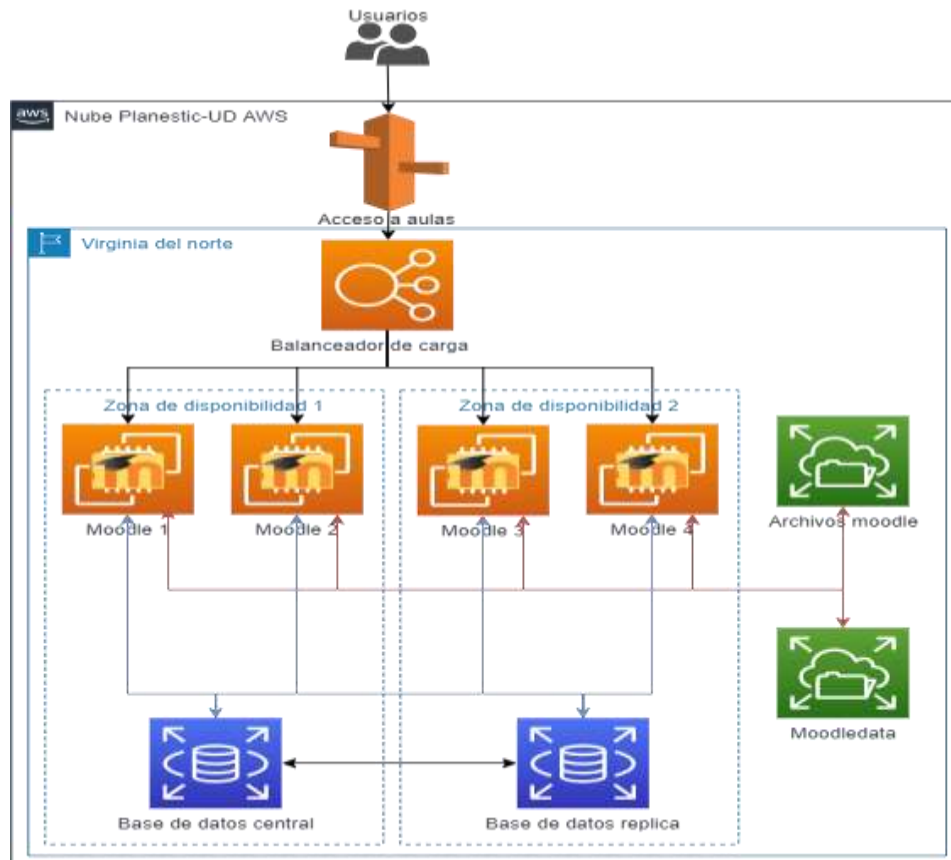 Usuarios
aws
Nube Planestic-UD AWS
Acceso a aulas
Virginia del norte
Balanceador de carga
Zona de disponibilidad 1
Zona de disponibilidad 2
Moodle 1
Moodle 2
Moodle 3
Moodle 4
Archivos moodle
Moodledata
Base de datos central
Base de datos replica